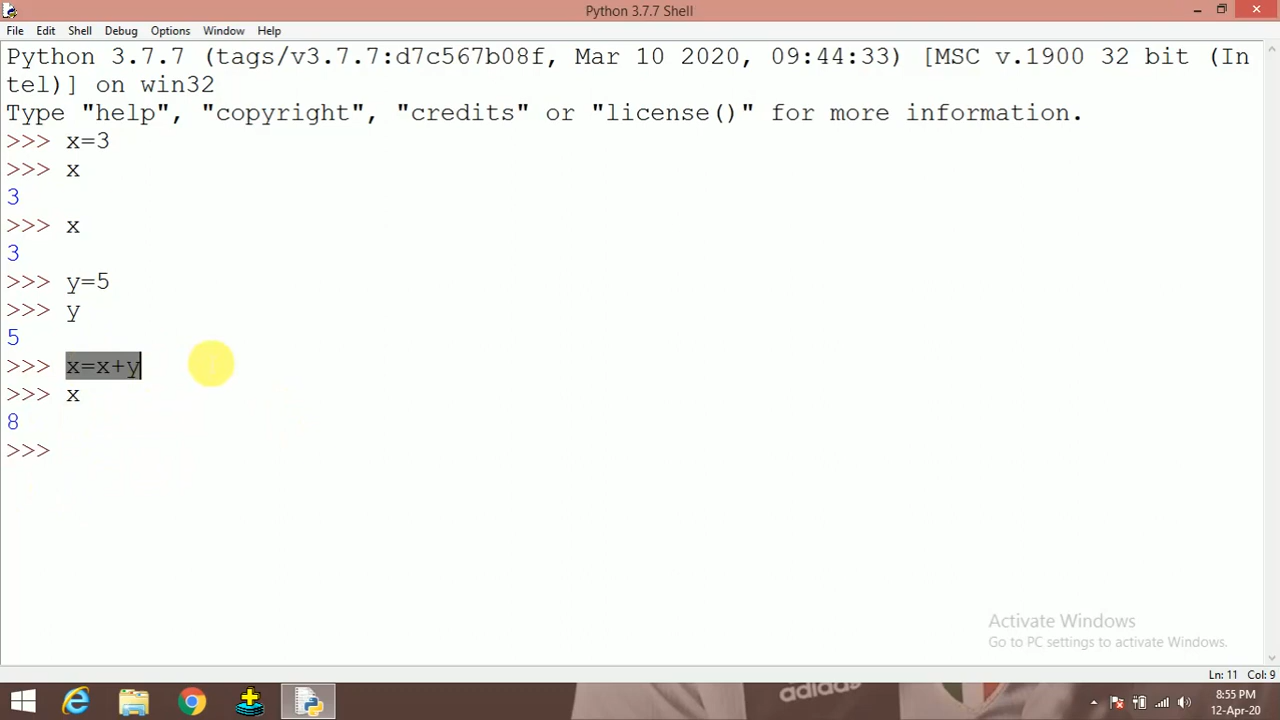 Python 3.7.7 Shell
File Edit Shell Debug Options Window Help
Python 3.7.7 (tags/v3.7.7:d7c567b08f, Mar 10 2020, 09:44:33) [MSC v.1900 32 bit (In
tel)] on win32
Type "help", "copyright", "credits" or "license()" for more information.
>>> x=3
>>> x
3
>>> x
3
>>> y=5
>>> y
5
>>> x=x+y
>>> x
8
>>>
Activate Windows
Go to PC settings to activate Windows.
Ln: 11 Col: 9
adidas
8:55 PM
12-Apr-20